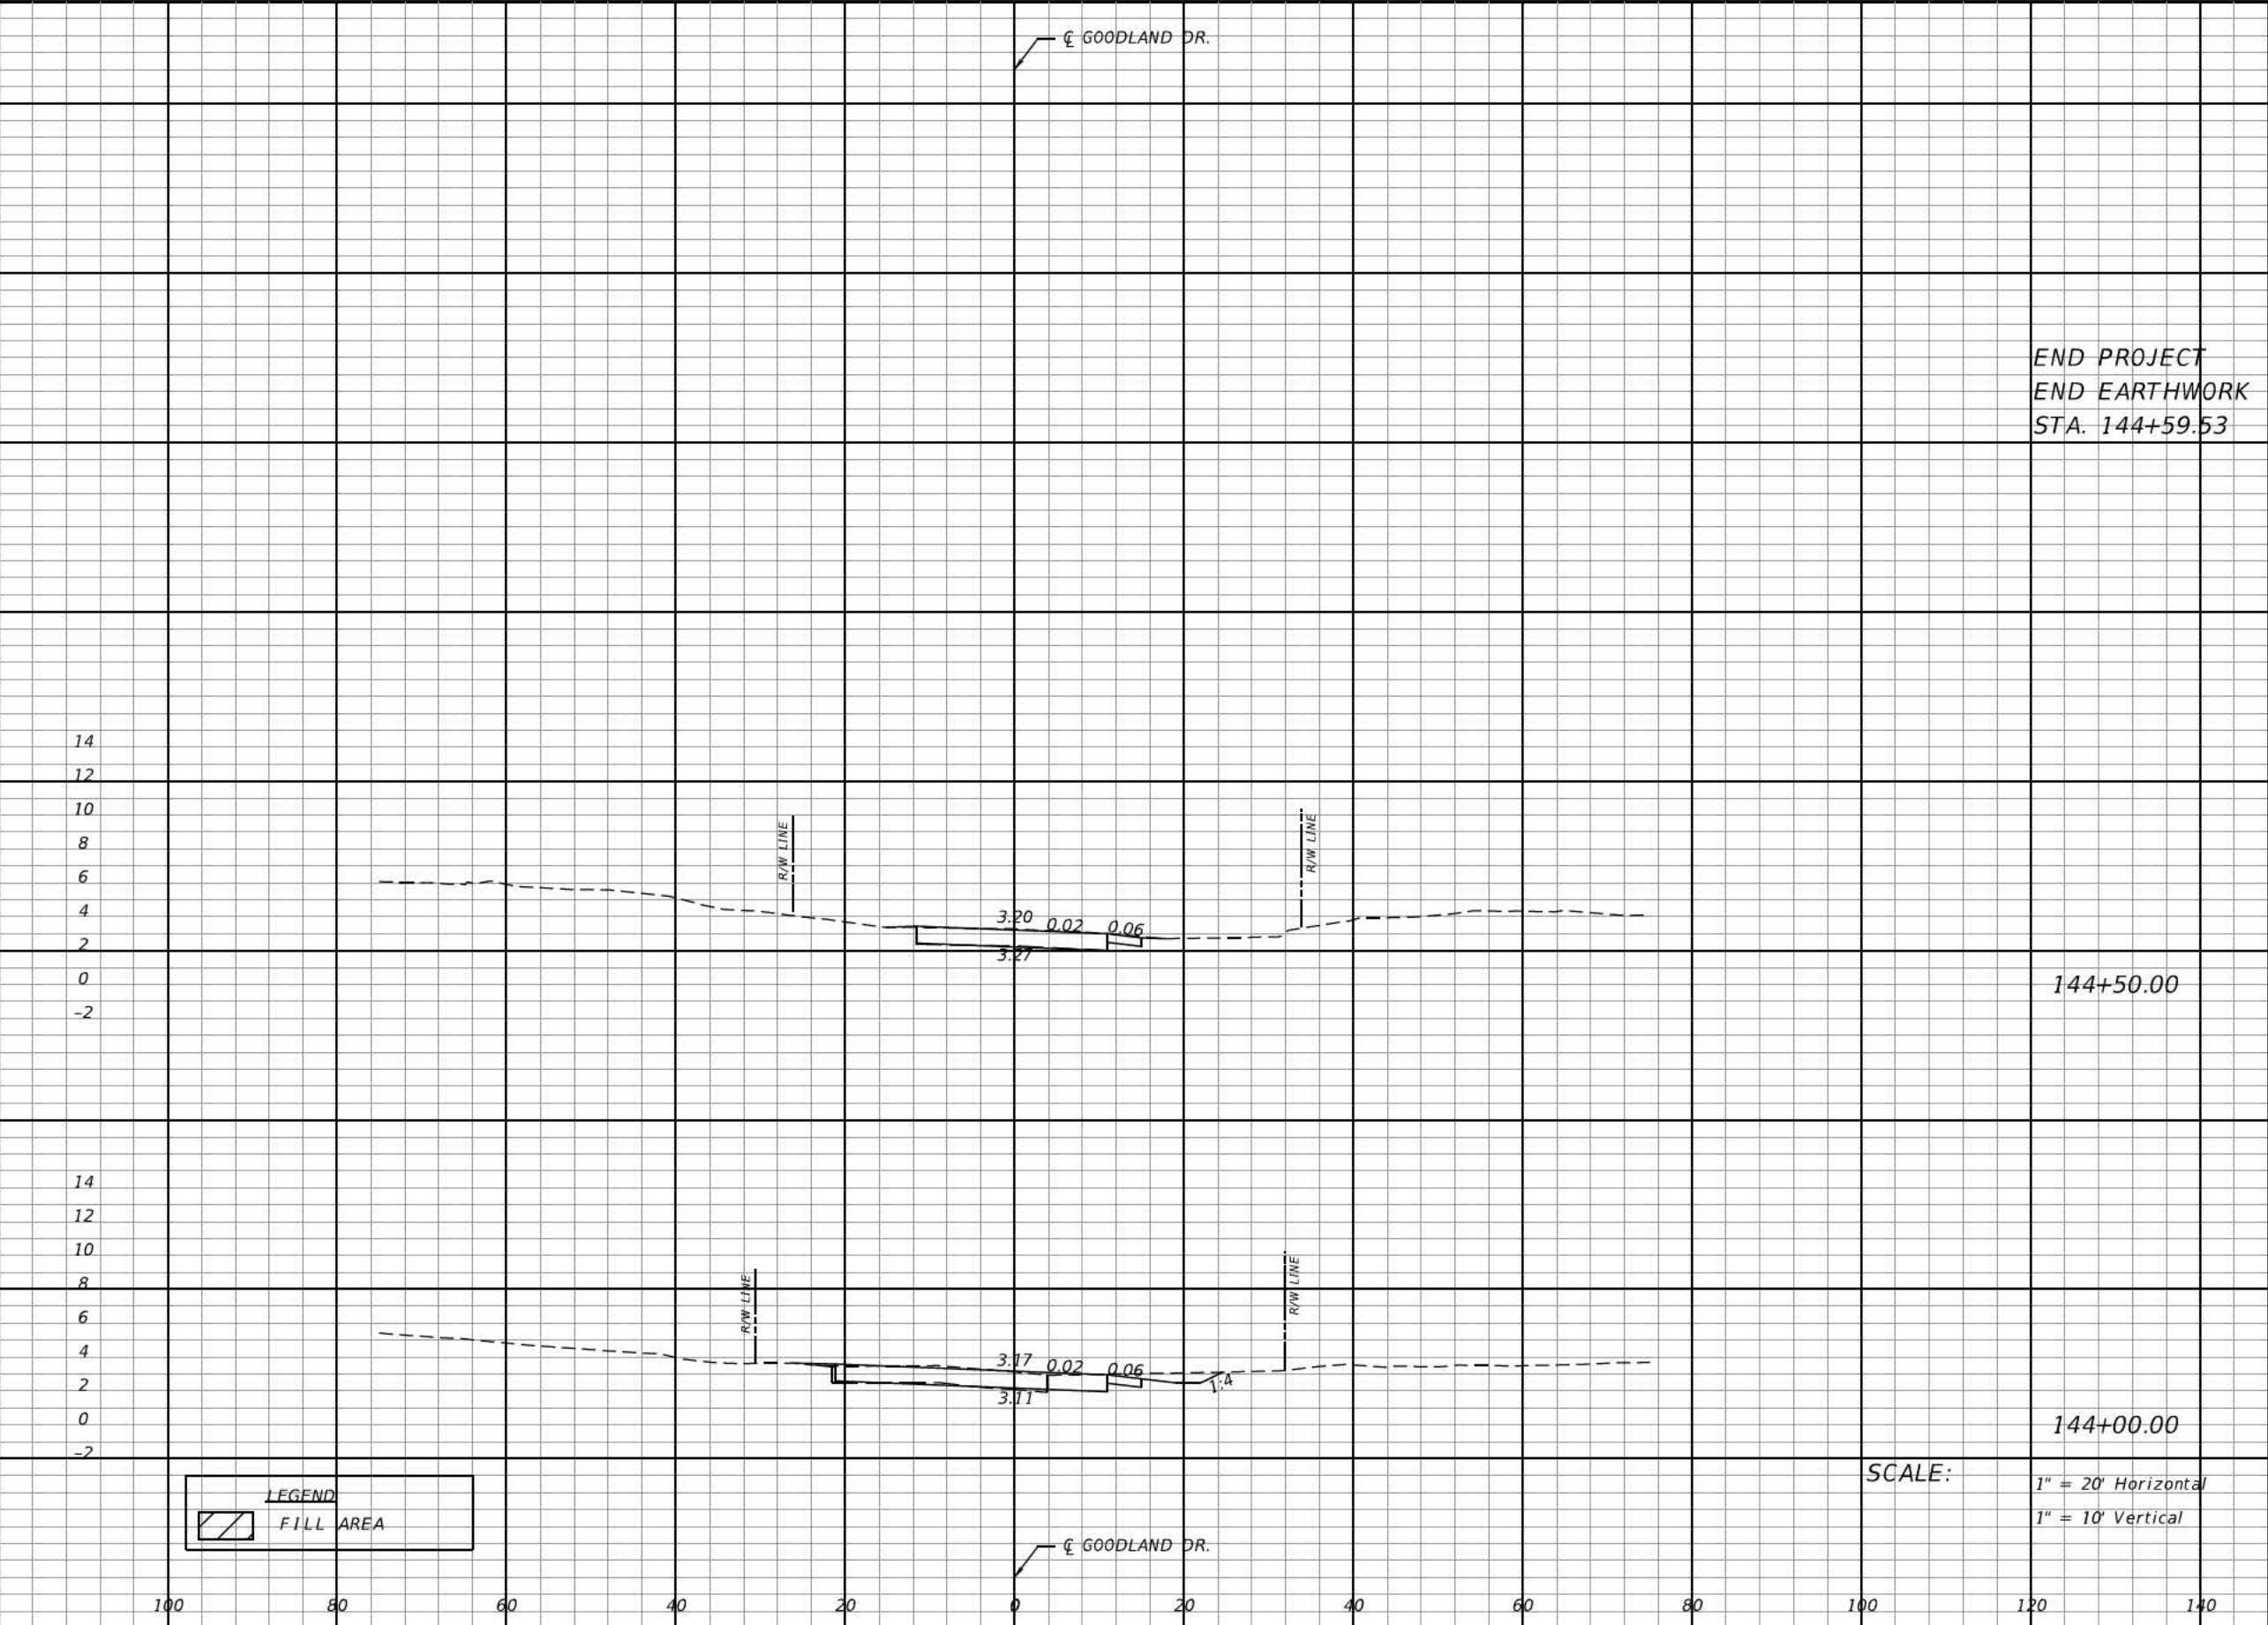 ℄ GOODLAND DR.
END PROJECT
END EARTHWORK
STA. 144+59.53
14
12
10
8
6
4
2
0
-2
R/W LINE
R/W LINE
3.20
0.02
0.06
3.27
144+50.00
14
12
10
8
6
4
2
0
-2
R/W LINE
R/W LINE
3.17
0.02
0.06
1:4
3.11
144+00.00
SCALE:
1" = 20' Horizontal
1" = 10' Vertical
LEGEND
FILL AREA
℄ GOODLAND DR.
100 80 60 40 20 0 20 40 60 80 100 120 140